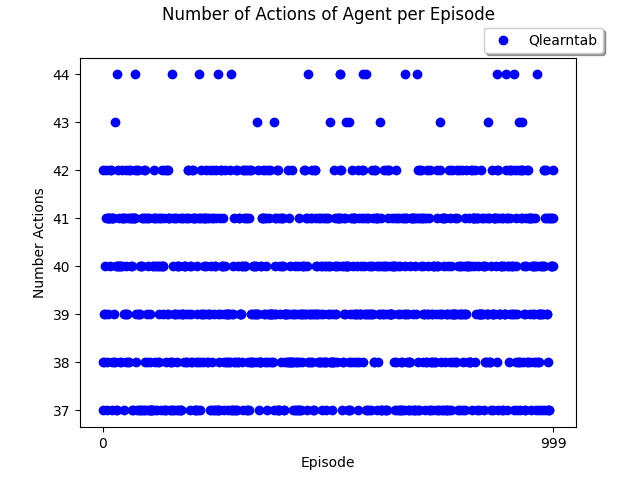 Number of Actions of Agent per Episode
Qlearntab
44
43
42
41
40
39
38
37
Number Actions
0 999
Episode